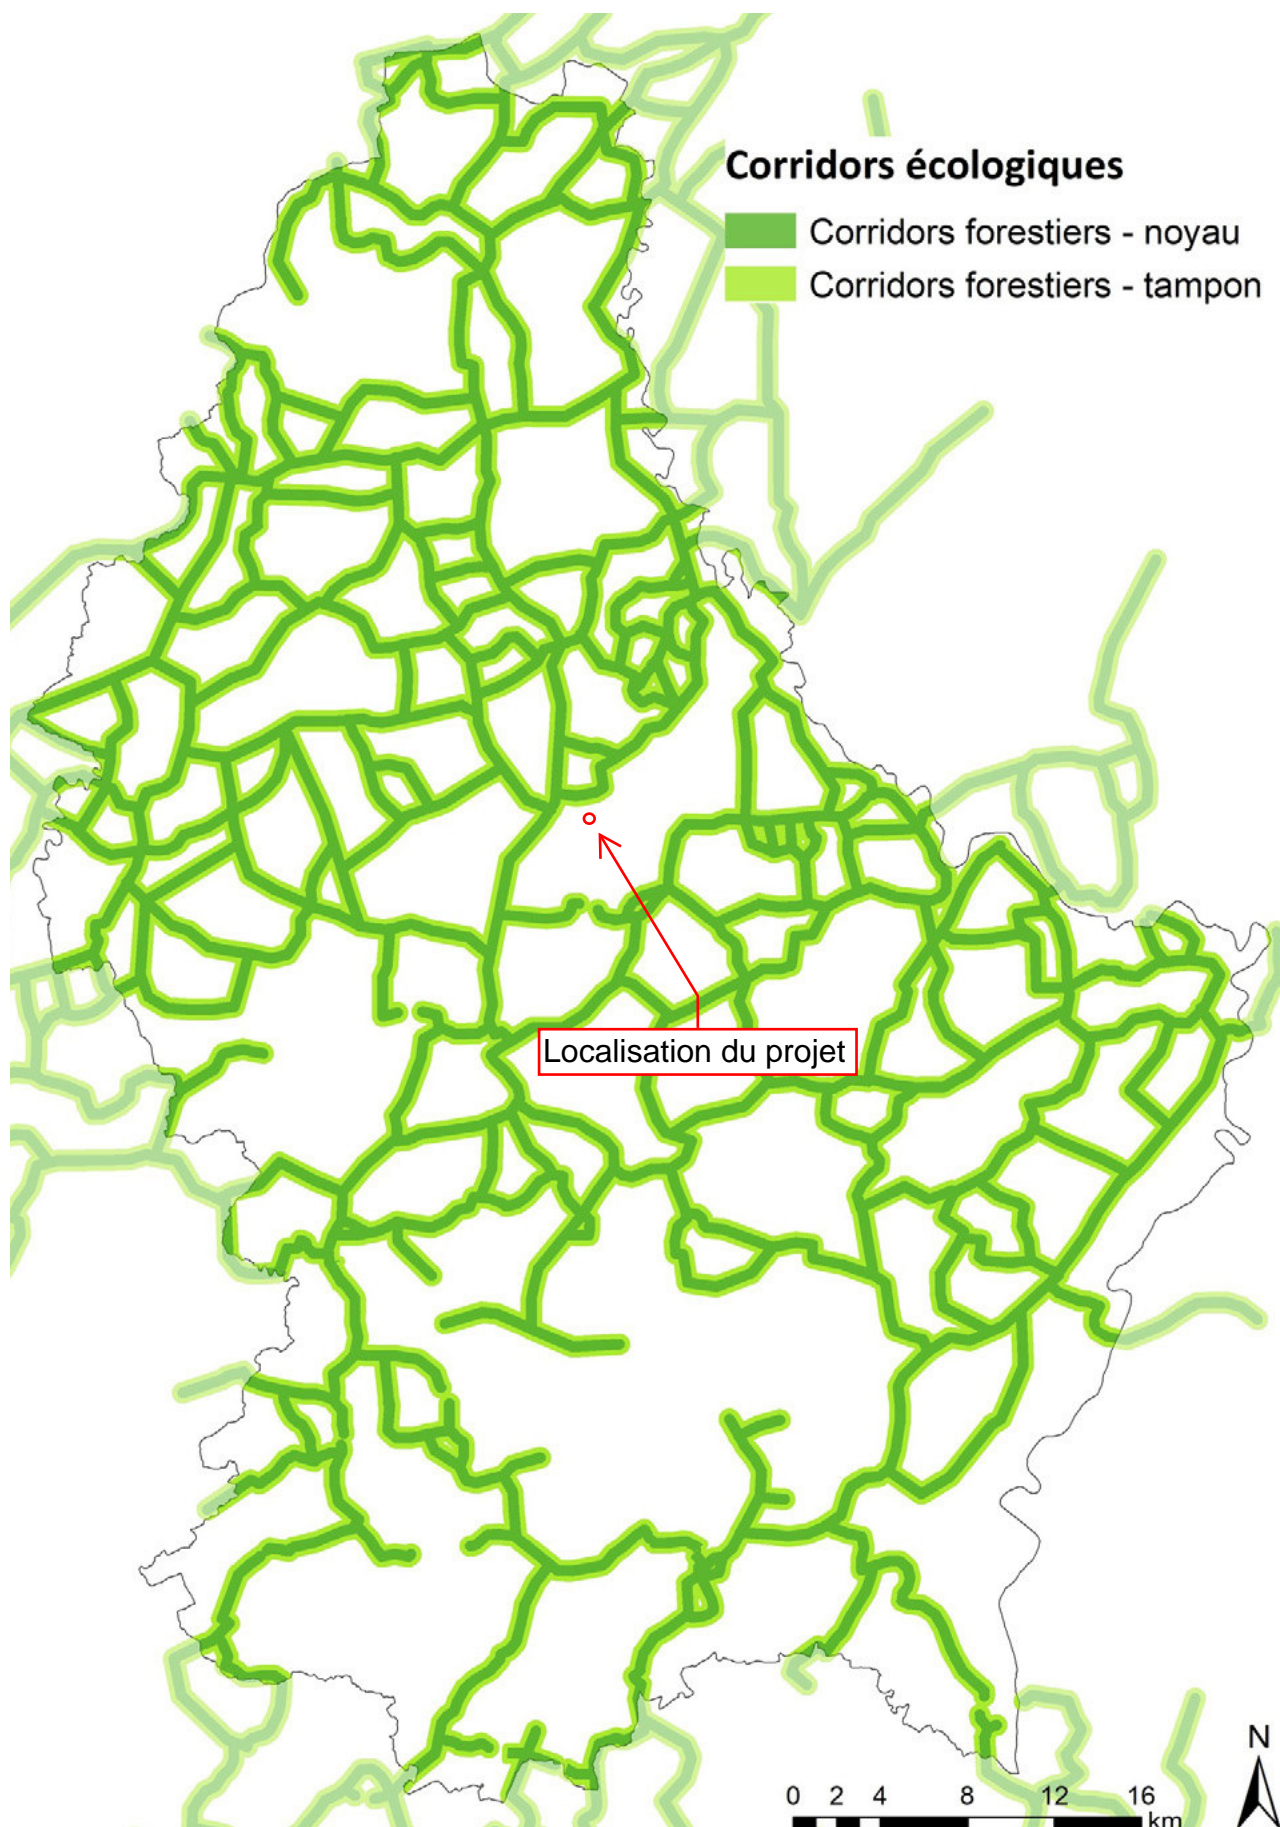 Corridors écologiques
Corridors forestiers - noyau
Corridors forestiers - tampon
Localisation du projet
N
0 2 4 8 12 16
km